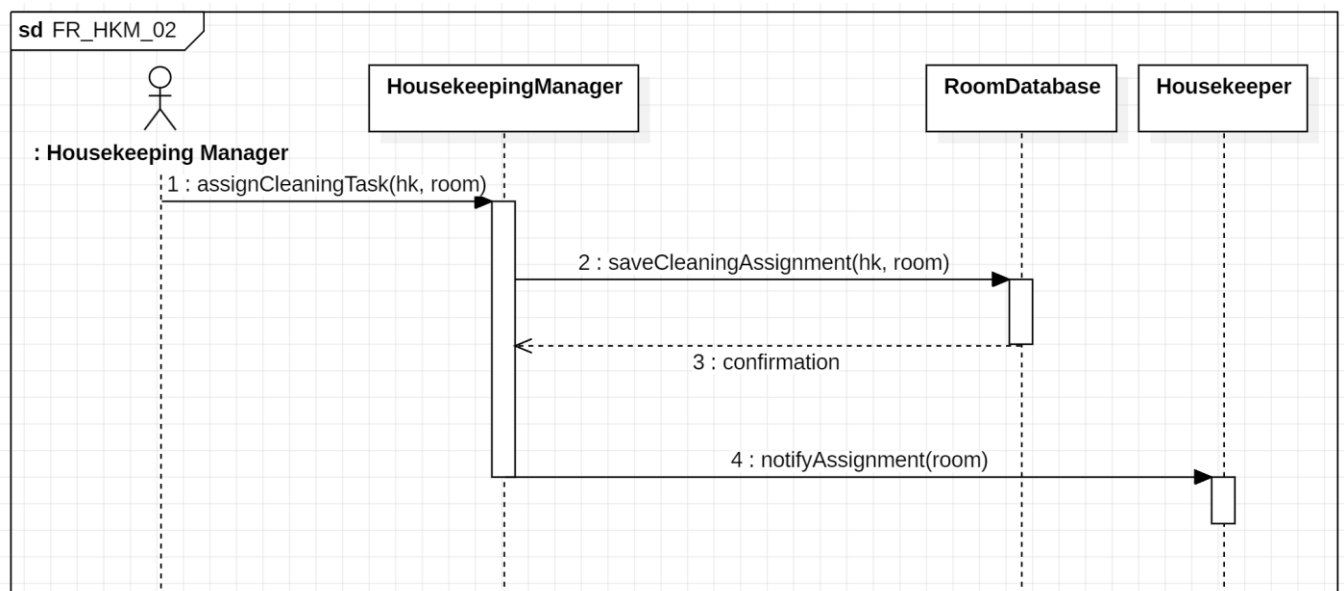 sd FR_HKM_02
HousekeepingManager
RoomDatabase
Housekeeper
: Housekeeping Manager
1 : assignCleaningTask(hk, room)
2 : saveCleaningAssignment(hk, room)
3 : confirmation
4 : notifyAssignment(room)